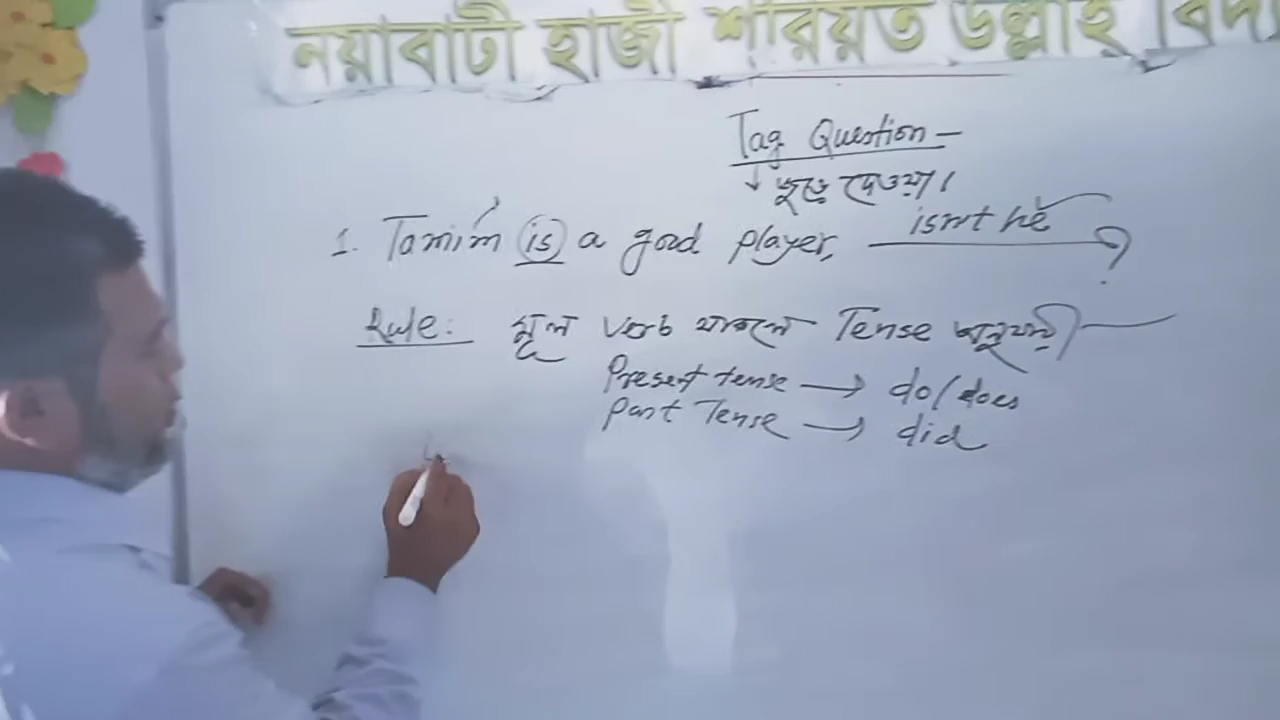 নয়াবাটী হাজী শরিয়ত উল্লাহ বিদ
Tag Question –
↓ জুড়ে দেওয়া।
1. Tamim is a good player, isn't he?
Rule: মূল verb থাকলে Tense অনুযায়ী
Present tense → do/does
Past Tense → did